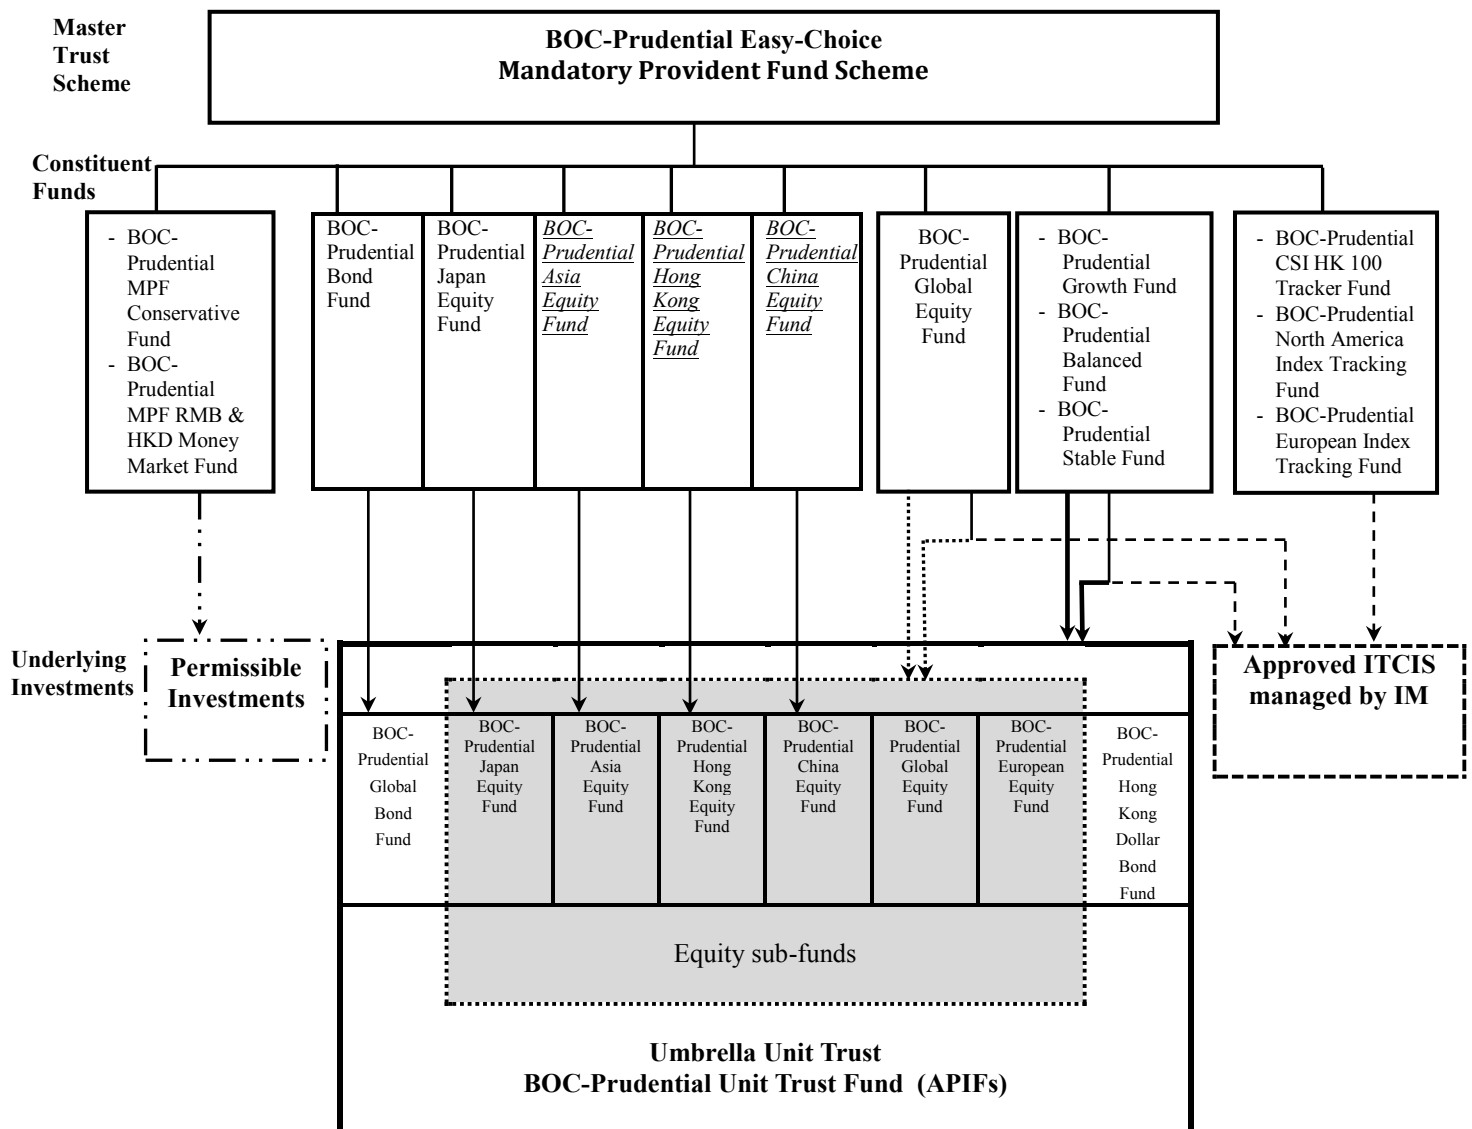 Master
Trust
Scheme
BOC-Prudential Easy-Choice
Mandatory Provident Fund Scheme
Constituent
Funds
- BOC-
Prudential
MPF
Conservative
Fund
- BOC-
Prudential
MPF RMB &
HKD Money
Market Fund
BOC-
Prudential
Bond
Fund
BOC-
Prudential
Japan
Equity
Fund
BOC-
Prudential
Asia
Equity
Fund
BOC-
Prudential
Hong
Kong
Equity
Fund
BOC-
Prudential
China
Equity
Fund
BOC-
Prudential
Global
Equity
Fund
- BOC-
Prudential
Growth Fund
- BOC-
Prudential
Balanced
Fund
- BOC-
Prudential
Stable Fund
- BOC-Prudential
CSI HK 100
Tracker Fund
- BOC-Prudential
North America
Index Tracking
Fund
- BOC-Prudential
European Index
Tracking Fund
Underlying
Investments
Permissible
Investments
Approved ITCIS
managed by IM
BOC-
Prudential
Global
Bond
Fund
BOC-
Prudential
Japan
Equity
Fund
BOC-
Prudential
Asia
Equity
Fund
BOC-
Prudential
Hong
Kong
Equity
Fund
BOC-
Prudential
China
Equity
Fund
BOC-
Prudential
Global
Equity
Fund
BOC-
Prudential
European
Equity
Fund
BOC-
Prudential
Hong
Kong
Dollar
Bond
Fund
Equity sub-funds
Umbrella Unit Trust
BOC-Prudential Unit Trust Fund (APIFs)